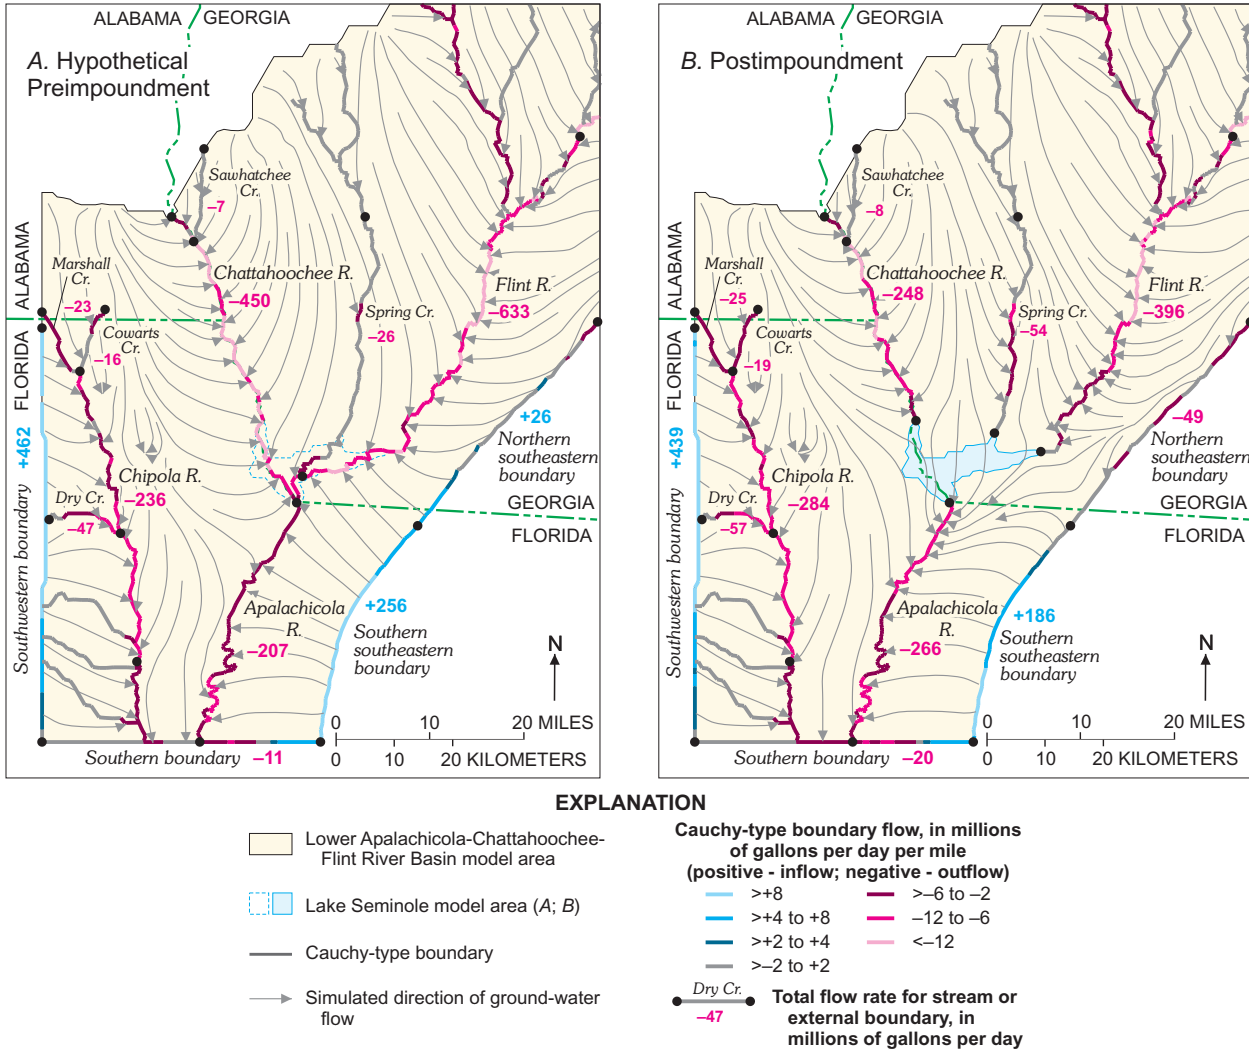 ALABAMA
GEORGIA
A. Hypothetical
Preimpoundment
Sawhatchee
Cr.
–7
Marshall
Cr.
–23
Cowarts
Cr.
–16
Chattahoochee R.
–450
Spring Cr.
–26
Flint R.
–633
ALABAMA
FLORIDA
+462
Southwestern boundary
Chipola R.
–236
Dry Cr.
–47
+26
Northern
southeastern
boundary
GEORGIA
FLORIDA
Apalachicola
R.
–207
+256
Southern
southeastern
boundary
N
0 10 20 MILES
0 10 20 KILOMETERS
Southern boundary –11
ALABAMA
GEORGIA
B. Postimpoundment
Sawhatchee
Cr.
–8
Marshall
Cr.
–25
Cowarts
Cr.
–19
Chattahoochee R.
–248
Spring Cr.
–54
Flint R.
–396
ALABAMA
FLORIDA
+439
Southwestern boundary
Chipola R.
–284
Dry Cr.
–57
–49
Northern
southeastern
boundary
GEORGIA
FLORIDA
Apalachicola
R.
–266
+186
Southern
southeastern
boundary
N
0 10 20 MILES
0 10 20 KILOMETERS
Southern boundary –20
EXPLANATION
Lower Apalachicola-Chattahoochee-
Flint River Basin model area
Lake Seminole model area (A; B)
Cauchy-type boundary
Simulated direction of ground-water
flow
Cauchy-type boundary flow, in millions
of gallons per day per mile
(positive - inflow; negative - outflow)
>+8
>+4 to +8
>+2 to +4
>–2 to +2
>–6 to –2
–12 to –6
<–12
Dry Cr.
–47
Total flow rate for stream or
external boundary, in
millions of gallons per day